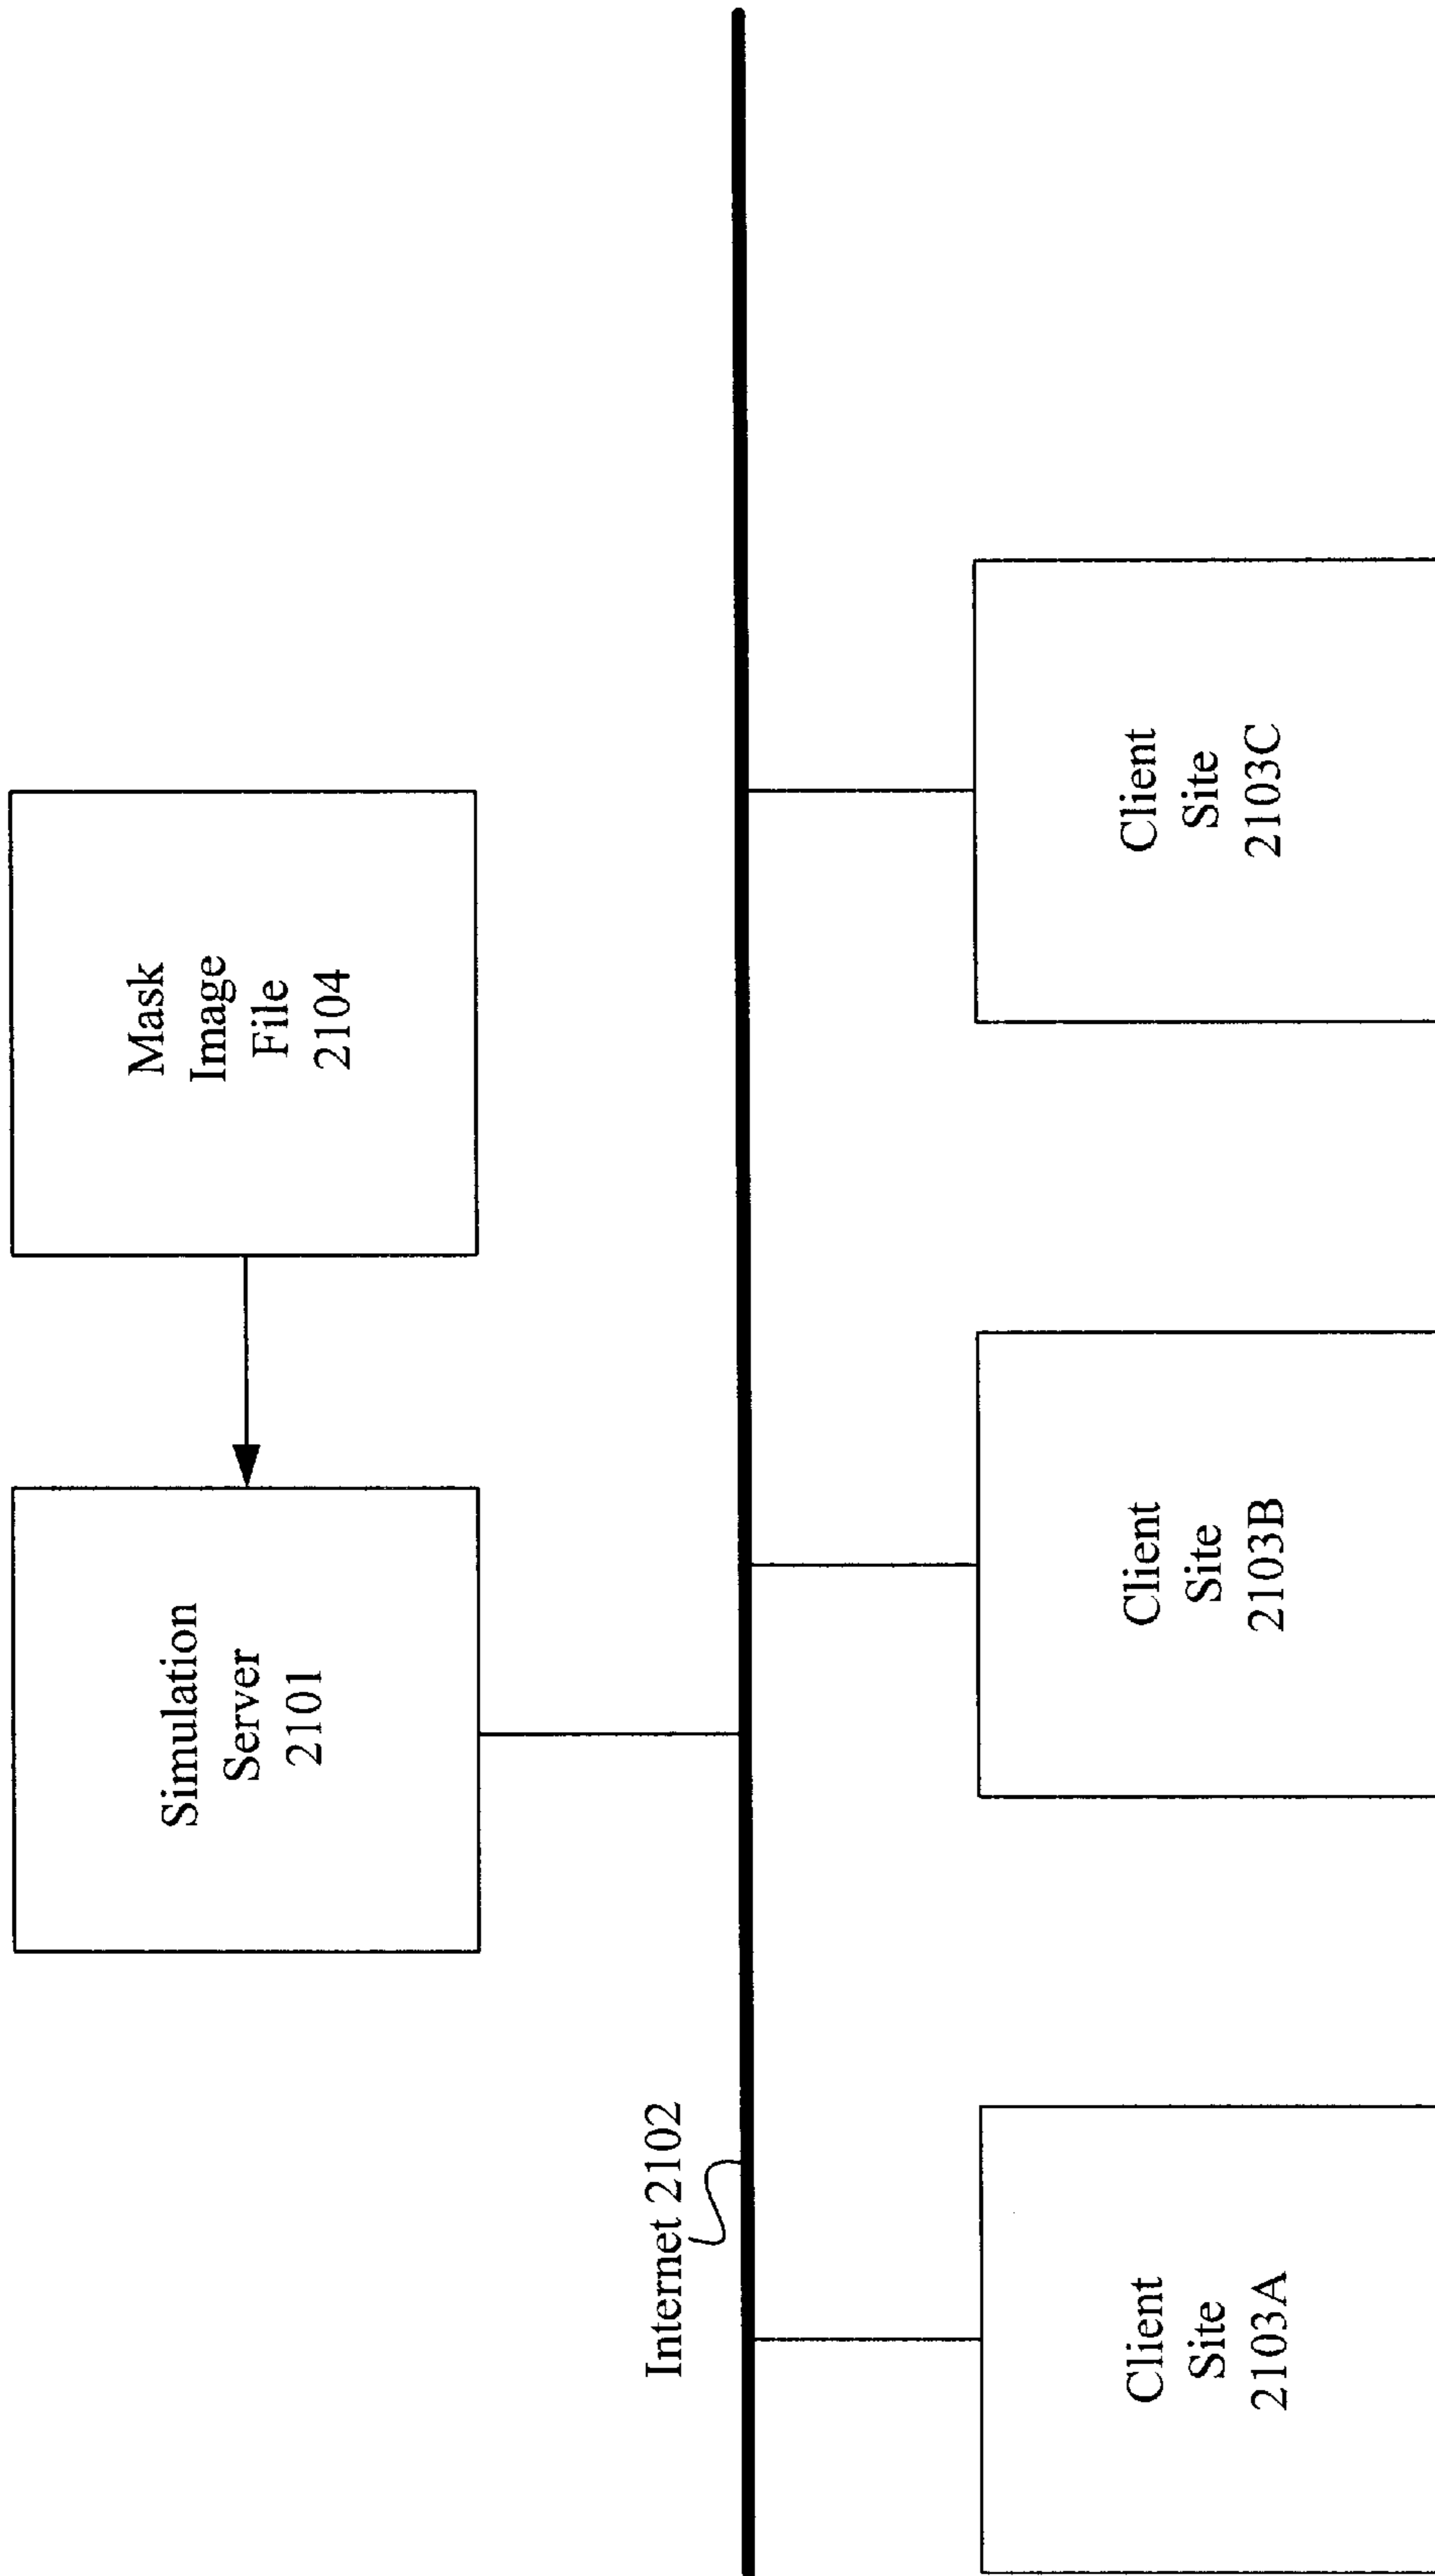 Simulation
Server
2101
Mask
Image
File
2104
Internet 2102
Client
Site
2103A
Client
Site
2103B
Client
Site
2103C